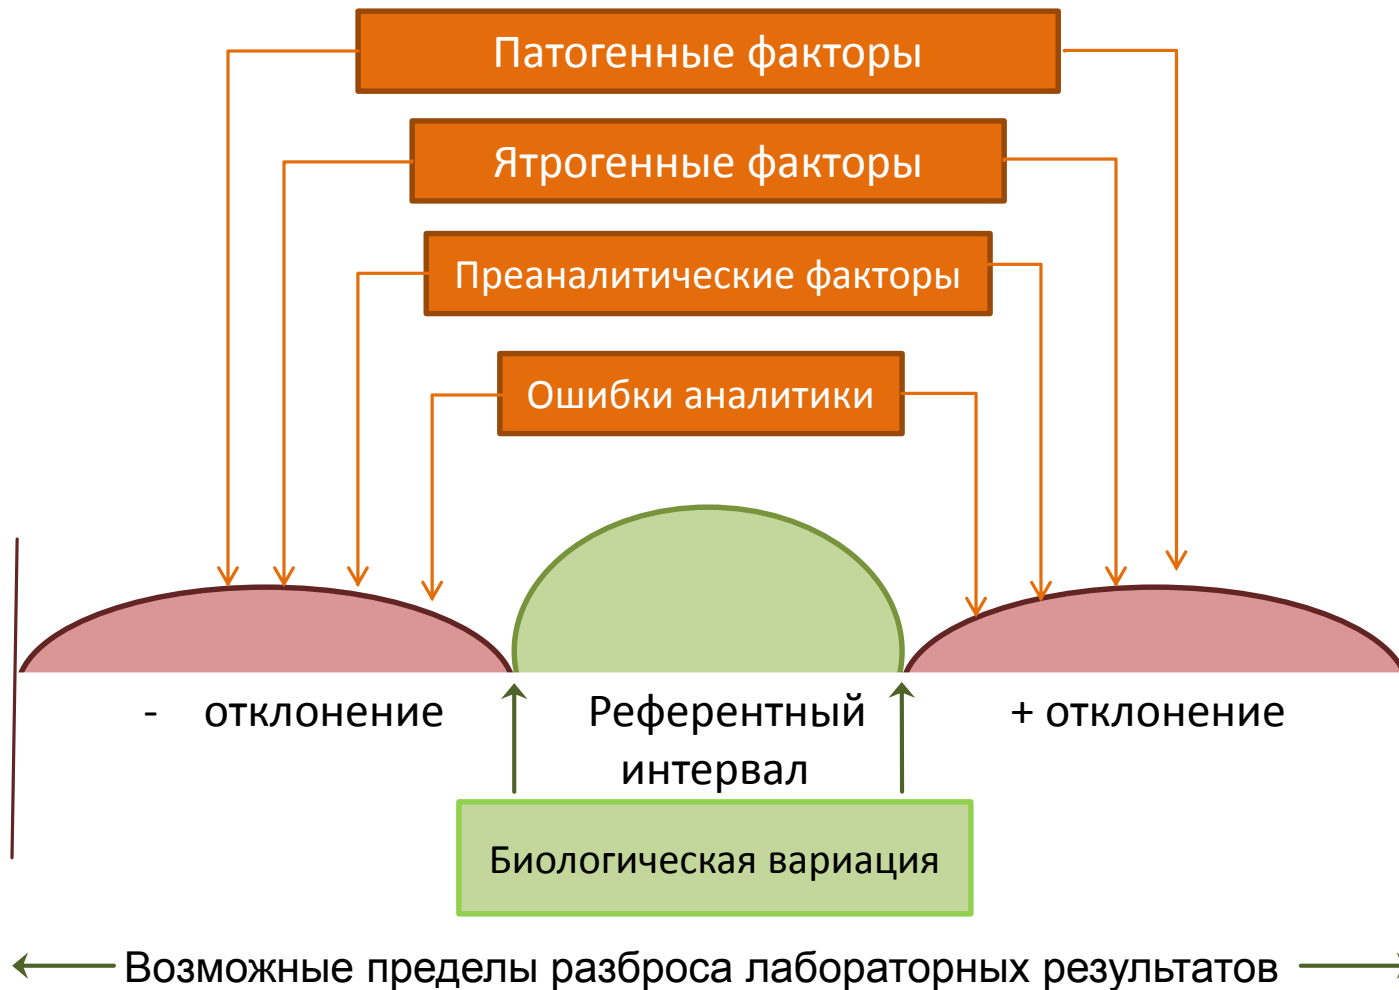 Патогенные факторы
Ятрогенные факторы
Преаналитические факторы
Ошибки аналитики
- отклонение
Референтный
интервал
+ отклонение
Биологическая вариация
Возможные пределы разброса лабораторных результатов